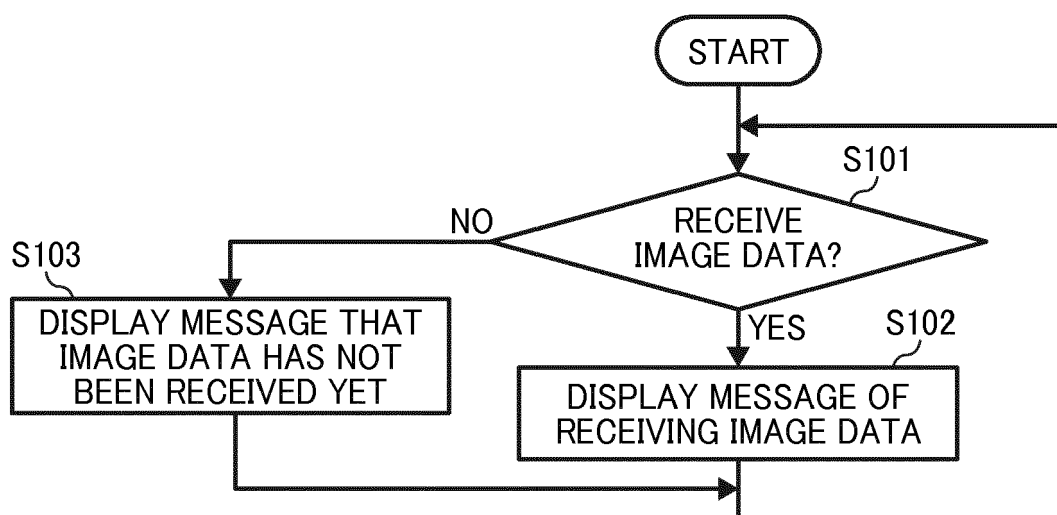 START
S101
RECEIVE
IMAGE DATA?
NO
YES
S103
DISPLAY MESSAGE THAT
IMAGE DATA HAS NOT
BEEN RECEIVED YET
S102
DISPLAY MESSAGE OF
RECEIVING IMAGE DATA